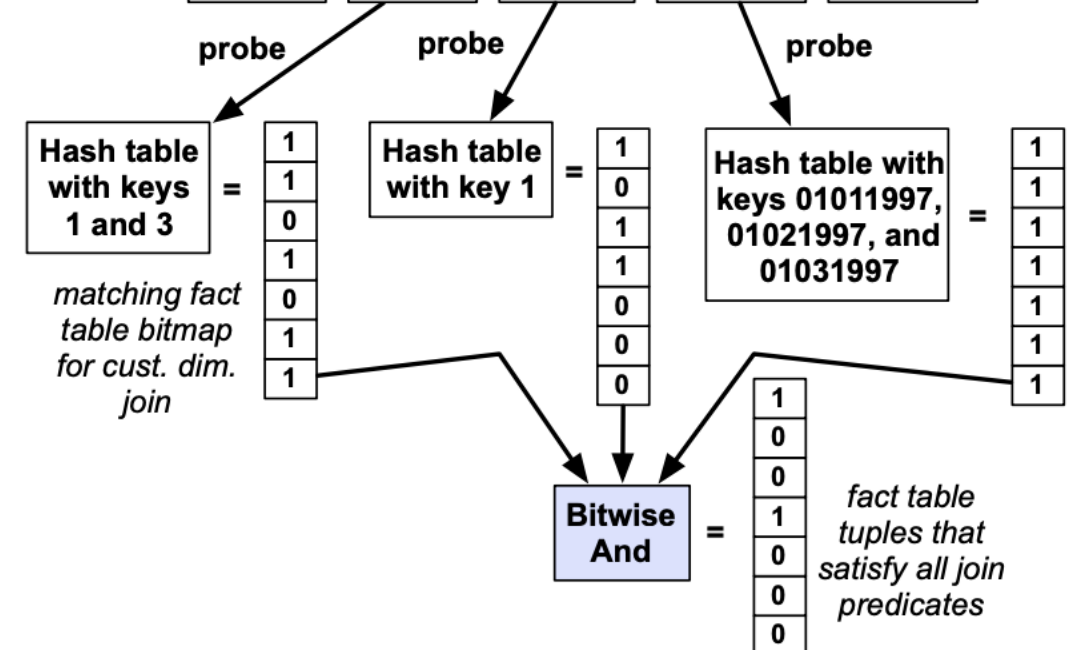 probe
probe
probe
Hash table
with keys
1 and 3
=
1
1
0
1
0
1
1
matching fact
table bitmap
for cust. dim.
join
Hash table
with key 1
=
1
0
1
1
0
0
0
Hash table with
keys 01011997,
01021997, and
01031997
=
1
1
1
1
1
1
1
Bitwise
And
=
1
0
0
1
0
0
0
fact table
tuples that
satisfy all join
predicates